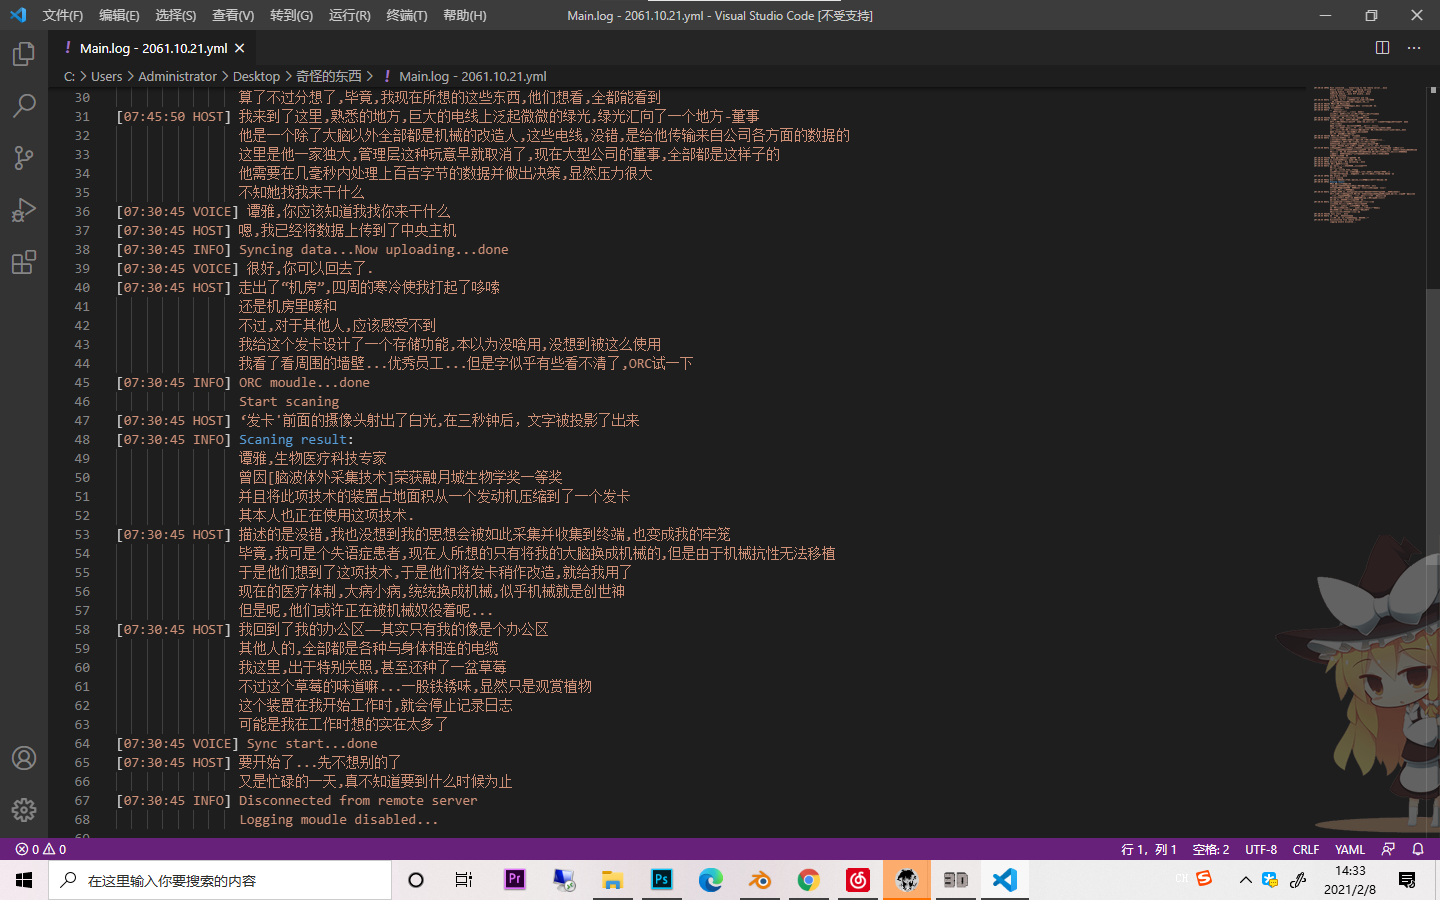 文件(F) 编辑(E) 选择(S) 查看(V) 转到(G) 运行(R) 终端(T) 帮助(H) Main.log - 2061.10.21.yml - Visual Studio Code [不受支持]
! Main.log - 2061.10.21.yml
C: > Users > Administrator > Desktop > 奇怪的东西 > ! Main.log - 2061.10.21.yml
30 算了不过分想了,毕竟,我现在所想的这些东西,他们想看,全都能看到
31 [07:45:50 HOST] 我来到了这里,熟悉的地方,巨大的电线上泛起微微的绿光,绿光汇向了一个地方-董事
32 他是一个除了大脑以外全部都是机械的改造人,这些电线,没错,是给他传输来自公司各方面的数据的
33 这里是他一家独大,管理层这种玩意早就取消了,现在大型公司的董事,全部都是这样子的
34 他需要在几毫秒内处理上百吉字节的数据并做出决策,显然压力很大
35 不知她找我来干什么
36 [07:30:45 VOICE] 谭雅,你应该知道我找你来干什么
37 [07:30:45 HOST] 嗯,我已经将数据上传到了中央主机
38 [07:30:45 INFO] Syncing data...Now uploading...done
39 [07:30:45 VOICE] 很好,你可以回去了.
40 [07:30:45 HOST] 走出了“机房”,四周的寒冷使我打起了哆嗦
41 还是机房里暖和
42 不过,对于其他人,应该感受不到
43 我给这个发卡设计了一个存储功能,本以为没啥用,没想到被这么使用
44 我看了看周围的墙壁...优秀员工...但是字似乎有些看不清了,ORC试一下
45 [07:30:45 INFO] ORC moudle...done
46 Start scaning
47 [07:30:45 HOST] ‘发卡'前面的摄像头射出了白光,在三秒钟后，文字被投影了出来
48 [07:30:45 INFO] Scaning result:
49 谭雅,生物医疗科技专家
50 曾因[脑波体外采集技术]荣获融月城生物学奖一等奖
51 并且将此项技术的装置占地面积从一个发动机压缩到了一个发卡
52 其本人也正在使用这项技术.
53 [07:30:45 HOST] 描述的是没错,我也没想到我的思想会被如此采集并收集到终端,也变成我的牢笼
54 毕竟,我可是个失语症患者,现在人所想的只有将我的大脑换成机械的,但是由于机械抗性无法移植
55 于是他们想到了这项技术,于是他们将发卡稍作改造,就给我用了
56 现在的医疗体制,大病小病,统统换成机械,似乎机械就是创世神
57 但是呢,他们或许正在被机械奴役着呢...
58 [07:30:45 HOST] 我回到了我的办公区——其实只有我的像是个办公区
59 其他人的,全部都是各种与身体相连的电缆
60 我这里,出于特别关照,甚至还种了一盆草莓
61 不过这个草莓的味道嘛...一股铁锈味,显然只是观赏植物
62 这个装置在我开始工作时,就会停止记录日志
63 可能是我在工作时想的实在太多了
64 [07:30:45 VOICE] Sync start...done
65 [07:30:45 HOST] 要开始了...先不想别的了
66 又是忙碌的一天,真不知道要到什么时候为止
67 [07:30:45 INFO] Disconnected from remote server
68 Logging moudle disabled...
69
0 0 行 1，列 1 空格: 2 UTF-8 CRLF YAML
在这里输入你要搜索的内容
Pr Ps 3D
14:33
2021/2/8